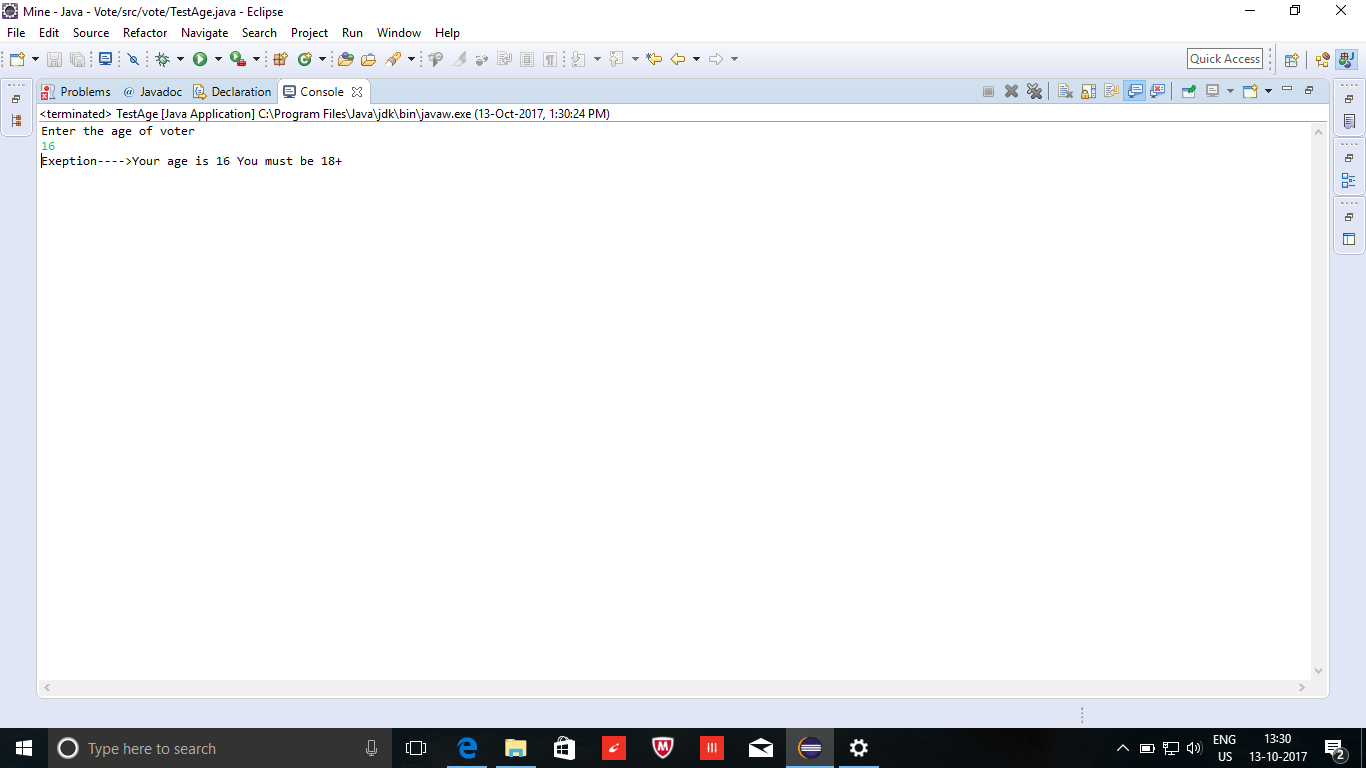 Mine - Java - Vote/src/vote/TestAge.java - Eclipse
File Edit Source Refactor Navigate Search Project Run Window Help
Quick Access
Problems @ Javadoc Declaration Console
<terminated> TestAge [Java Application] C:\Program Files\Java\jdk\bin\javaw.exe (13-Oct-2017, 1:30:24 PM)
Enter the age of voter
16
Exeption---->Your age is 16 You must be 18+
Type here to search
ENG 13:30
US 13-10-2017 2